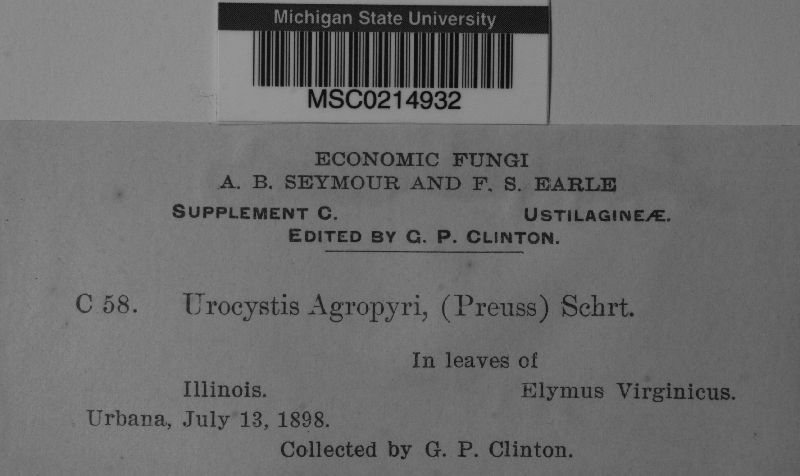 Michigan State University
MSC0214932
ECONOMIC FUNGI
A. B. SEYMOUR AND F. S. EARLE
SUPPLEMENT C. USTILAGINEÆ.
EDITED BY G. P. CLINTON.
C 58. Urocystis Agropyri, (Preuss) Schrt.
In leaves of
Illinois. Elymus Virginicus.
Urbana, July 13, 1898.
Collected by G. P. Clinton.